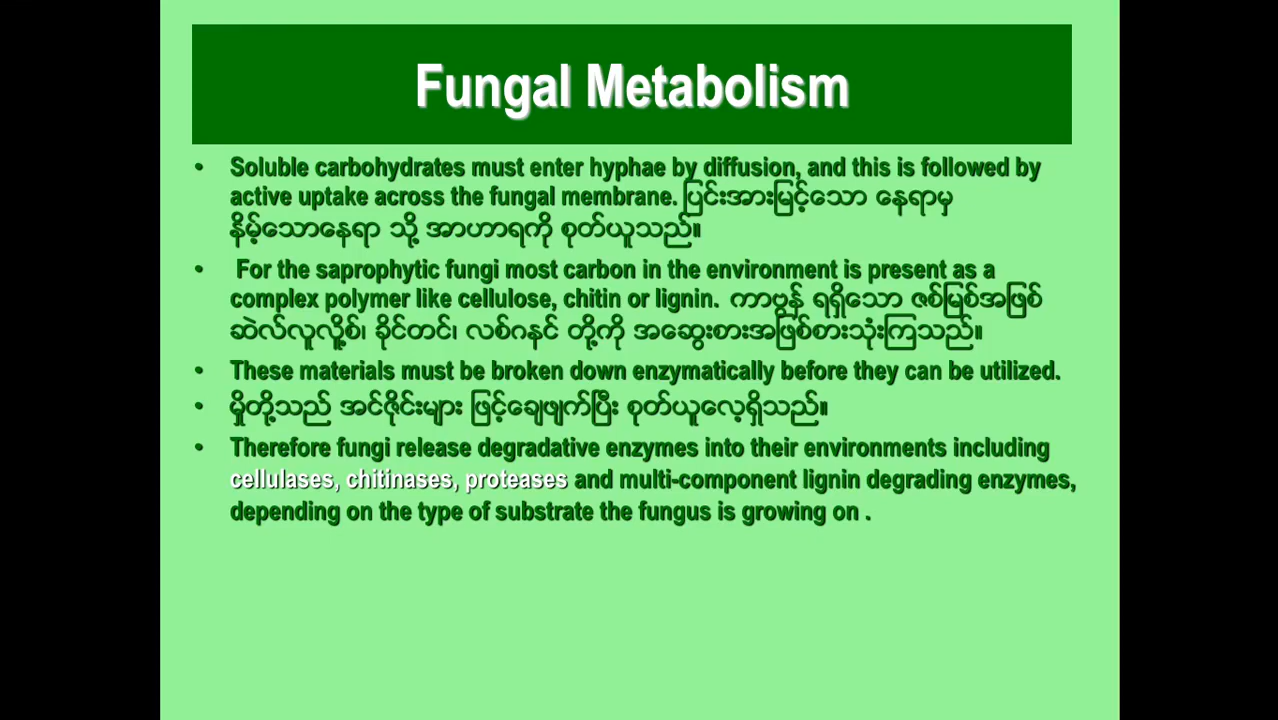 Fungal Metabolism
• Soluble carbohydrates must enter hyphae by diffusion, and this is followed by
active uptake across the fungal membrane. ပြင်းအားမြင့်သော နေရာမှ
နိမ့်သောနေရာ သို့ အာဟာရကို စုတ်ယူသည်။
• For the saprophytic fungi most carbon in the environment is present as a
complex polymer like cellulose, chitin or lignin. ကာဗွန် ရရှိသော ဇစ်မြစ်အဖြစ်
ဆဲလ်လူလို့စ်၊ ခိုင်တင်၊ လစ်ဂနင် တို့ကို အဆွေးစားအဖြစ်စားသုံးကြသည်။
• These materials must be broken down enzymatically before they can be utilized.
• မှိုတို့သည် အင်ဇိုင်းများ ဖြင့်ချေဖျက်ပြီး စုတ်ယူလေ့ရှိသည်။
• Therefore fungi release degradative enzymes into their environments including
cellulases, chitinases, proteases and multi-component lignin degrading enzymes,
depending on the type of substrate the fungus is growing on .